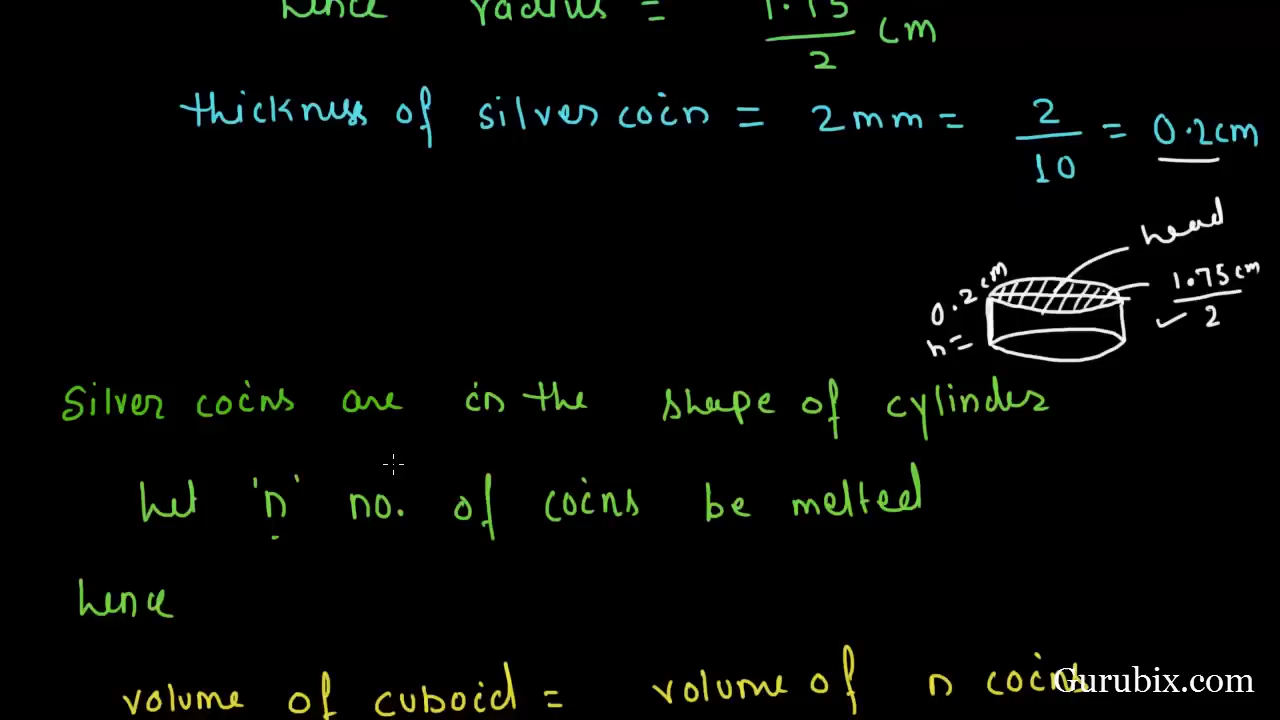 hence radius = 1.75/2 cm
thickness of silver coin = 2mm = 2/10 = 0.2cm
head
0.2cm
1.75cm/2
h=
Silver coins are in the shape of cylinder
Let 'n' no. of coins be melted
hence
volume of cuboid = volume of n coins
Gurubix.com